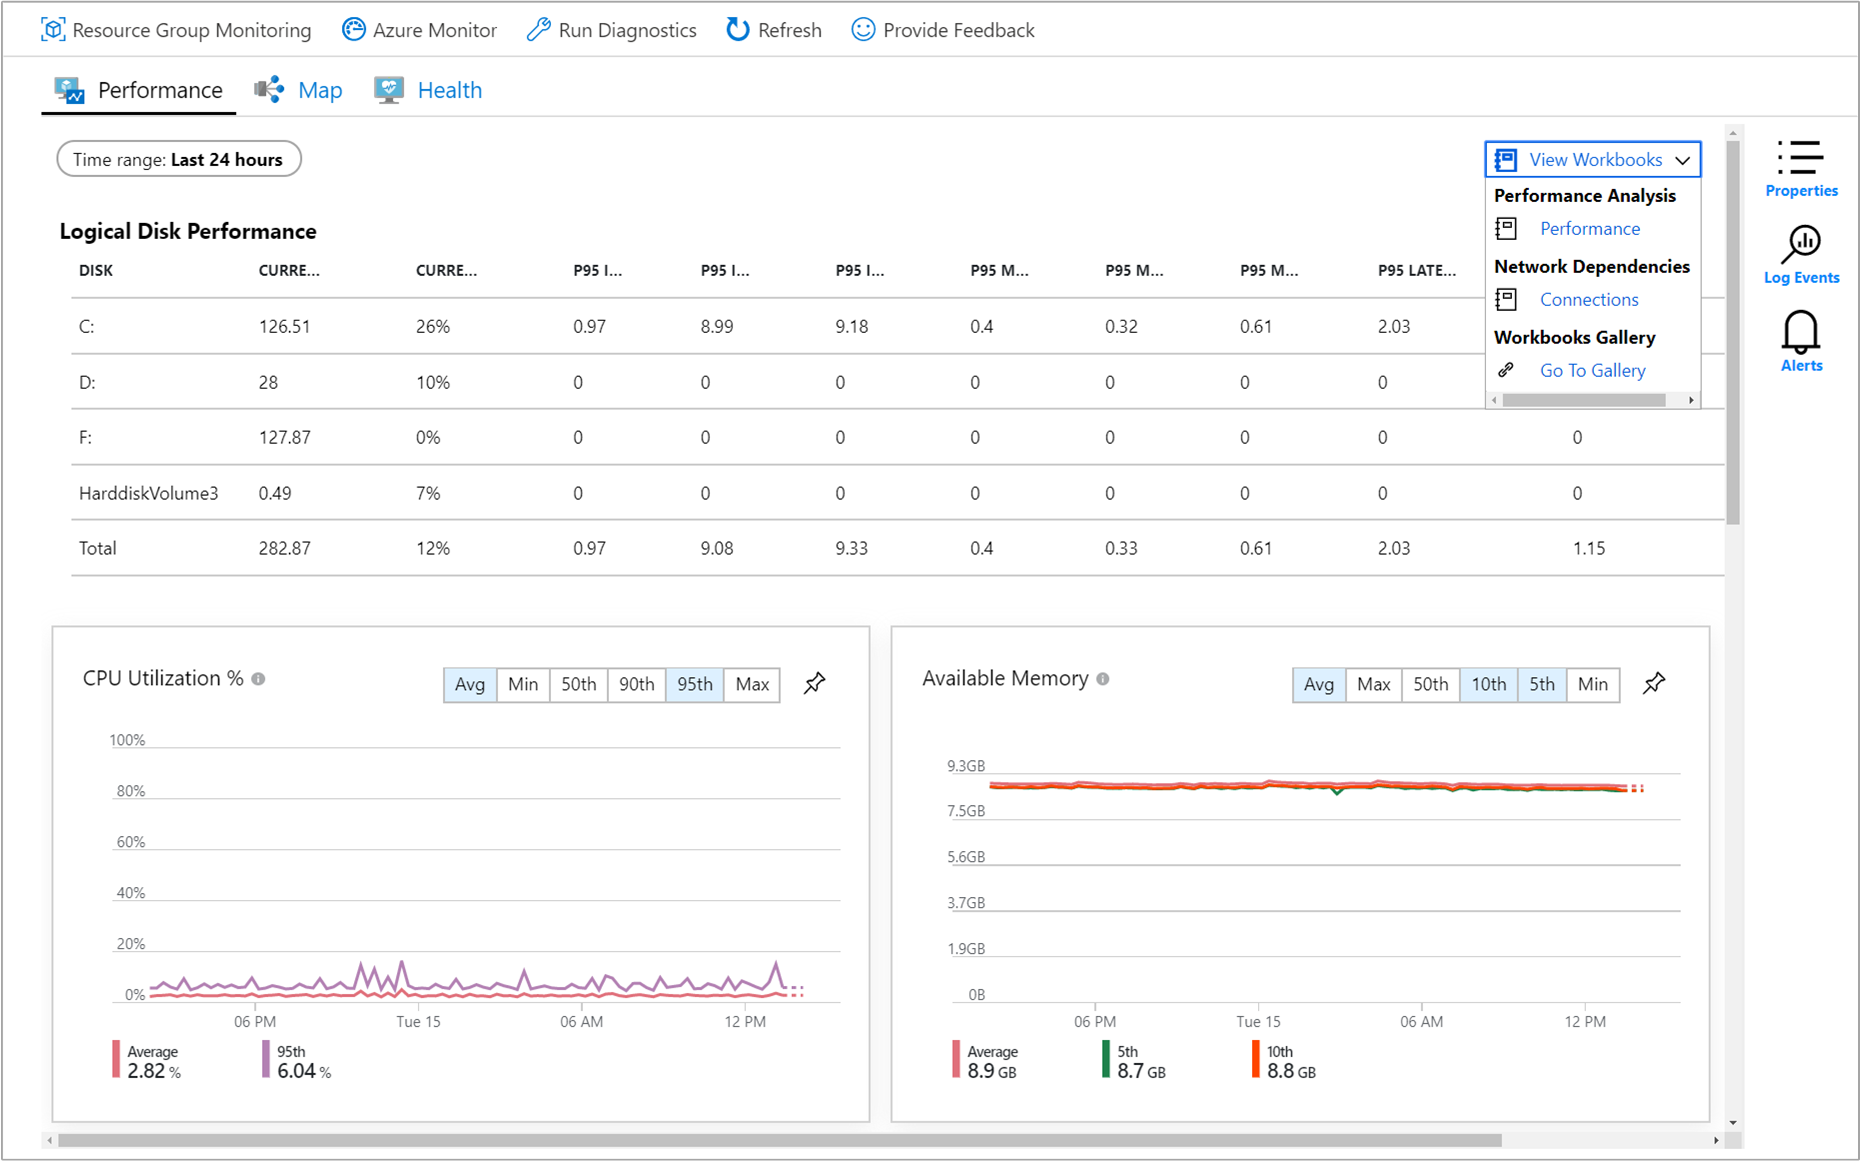 Resource Group Monitoring Azure Monitor Run Diagnostics Refresh Provide Feedback
Performance Map Health
Time range: Last 24 hours
View Workbooks
Performance Analysis
Performance
Network Dependencies
Connections
Workbooks Gallery
Go To Gallery
Properties
Log Events
Alerts
Logical Disk Performance
DISK CURRE... CURRE... P95 I... P95 I... P95 I... P95 M... P95 M... P95 M... P95 LATE...
C: 126.51 26% 0.97 8.99 9.18 0.4 0.32 0.61 2.03
D: 28 10% 0 0 0 0 0 0 0
F: 127.87 0% 0 0 0 0 0 0 0 0
HarddiskVolume3 0.49 7% 0 0 0 0 0 0 0 0
Total 282.87 12% 0.97 9.08 9.33 0.4 0.33 0.61 2.03 1.15
CPU Utilization %
Avg Min 50th 90th 95th Max
100%
80%
60%
40%
20%
0%
06 PM Tue 15 06 AM 12 PM
Average
2.82 %
95th
6.04 %
Available Memory
Avg Max 50th 10th 5th Min
9.3GB
7.5GB
5.6GB
3.7GB
1.9GB
0B
06 PM Tue 15 06 AM 12 PM
Average
8.9 GB
5th
8.7 GB
10th
8.8 GB